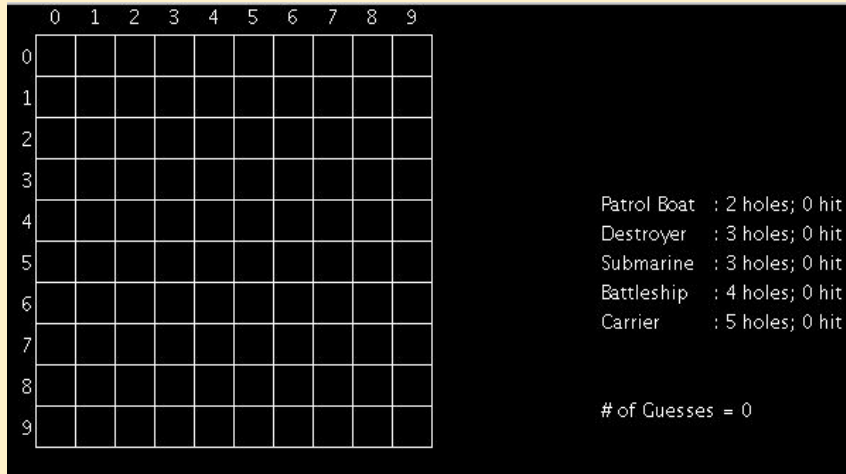 0 1 2 3 4 5 6 7 8 9
0
1
2
3
4
5
6
7
8
9
Patrol Boat : 2 holes; 0 hit
Destroyer : 3 holes; 0 hit
Submarine : 3 holes; 0 hit
Battleship : 4 holes; 0 hit
Carrier : 5 holes; 0 hit
# of Guesses = 0